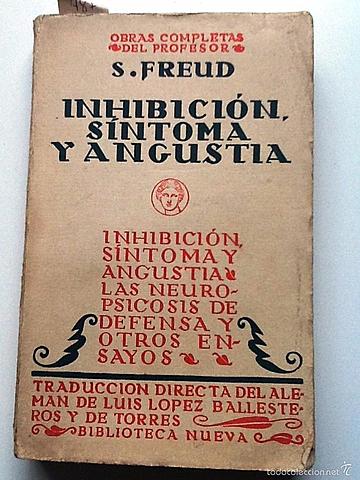 OBRAS COMPLETAS
DEL PROFESOR
S. FREUD
INHIBICIÓN,
SÍNTOMA
Y ANGUSTIA
INHIBICIÓN,
SÍNTOMA Y
ANGUSTIA
LAS NEURO-
PSICOSIS DE
DEFENSA Y
OTROS EN-
SAYOS
TRADUCCION DIRECTA DEL ALE-
MAN DE LUIS LOPEZ BALLESTE-
ROS Y DE TORRES
BIBLIOTECA NUEVA
todocoleccion.net